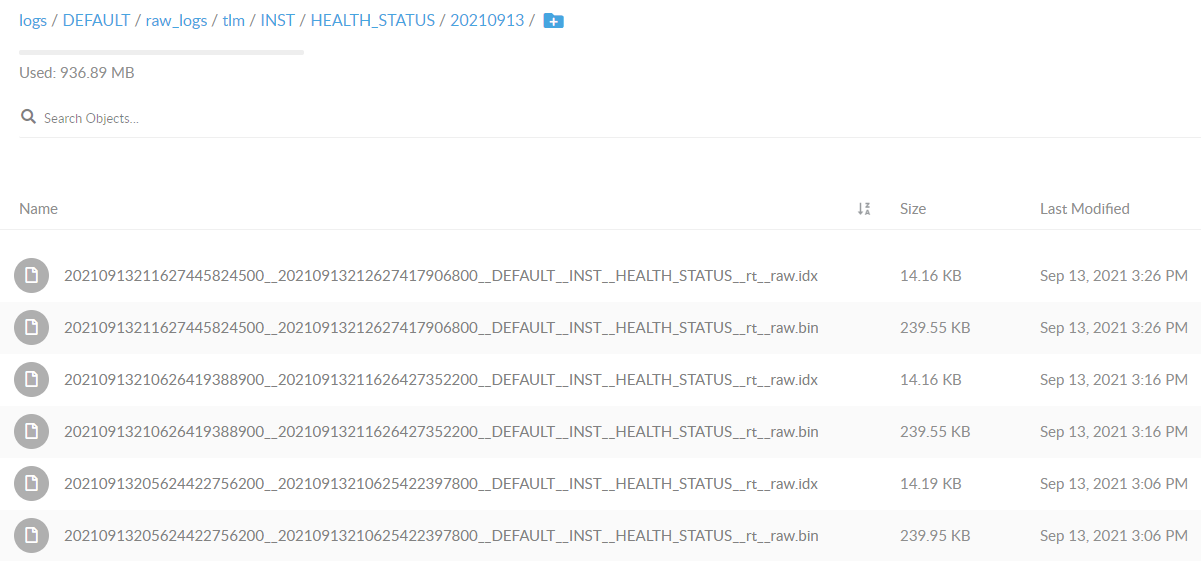 logs / DEFAULT / raw_logs / tlm / INST / HEALTH_STATUS / 20210913 /
Used: 936.89 MB
Search Objects...
Name Size Last Modified
20210913211627445824500__20210913212627417906800__DEFAULT__INST__HEALTH_STATUS__rt__raw.idx 14.16 KB Sep 13, 2021 3:26 PM
20210913211627445824500__20210913212627417906800__DEFAULT__INST__HEALTH_STATUS__rt__raw.bin 239.55 KB Sep 13, 2021 3:26 PM
20210913210626419388900__20210913211626427352200__DEFAULT__INST__HEALTH_STATUS__rt__raw.idx 14.16 KB Sep 13, 2021 3:16 PM
20210913210626419388900__20210913211626427352200__DEFAULT__INST__HEALTH_STATUS__rt__raw.bin 239.55 KB Sep 13, 2021 3:16 PM
20210913205624422756200__20210913210625422397800__DEFAULT__INST__HEALTH_STATUS__rt__raw.idx 14.19 KB Sep 13, 2021 3:06 PM
20210913205624422756200__20210913210625422397800__DEFAULT__INST__HEALTH_STATUS__rt__raw.bin 239.95 KB Sep 13, 2021 3:06 PM